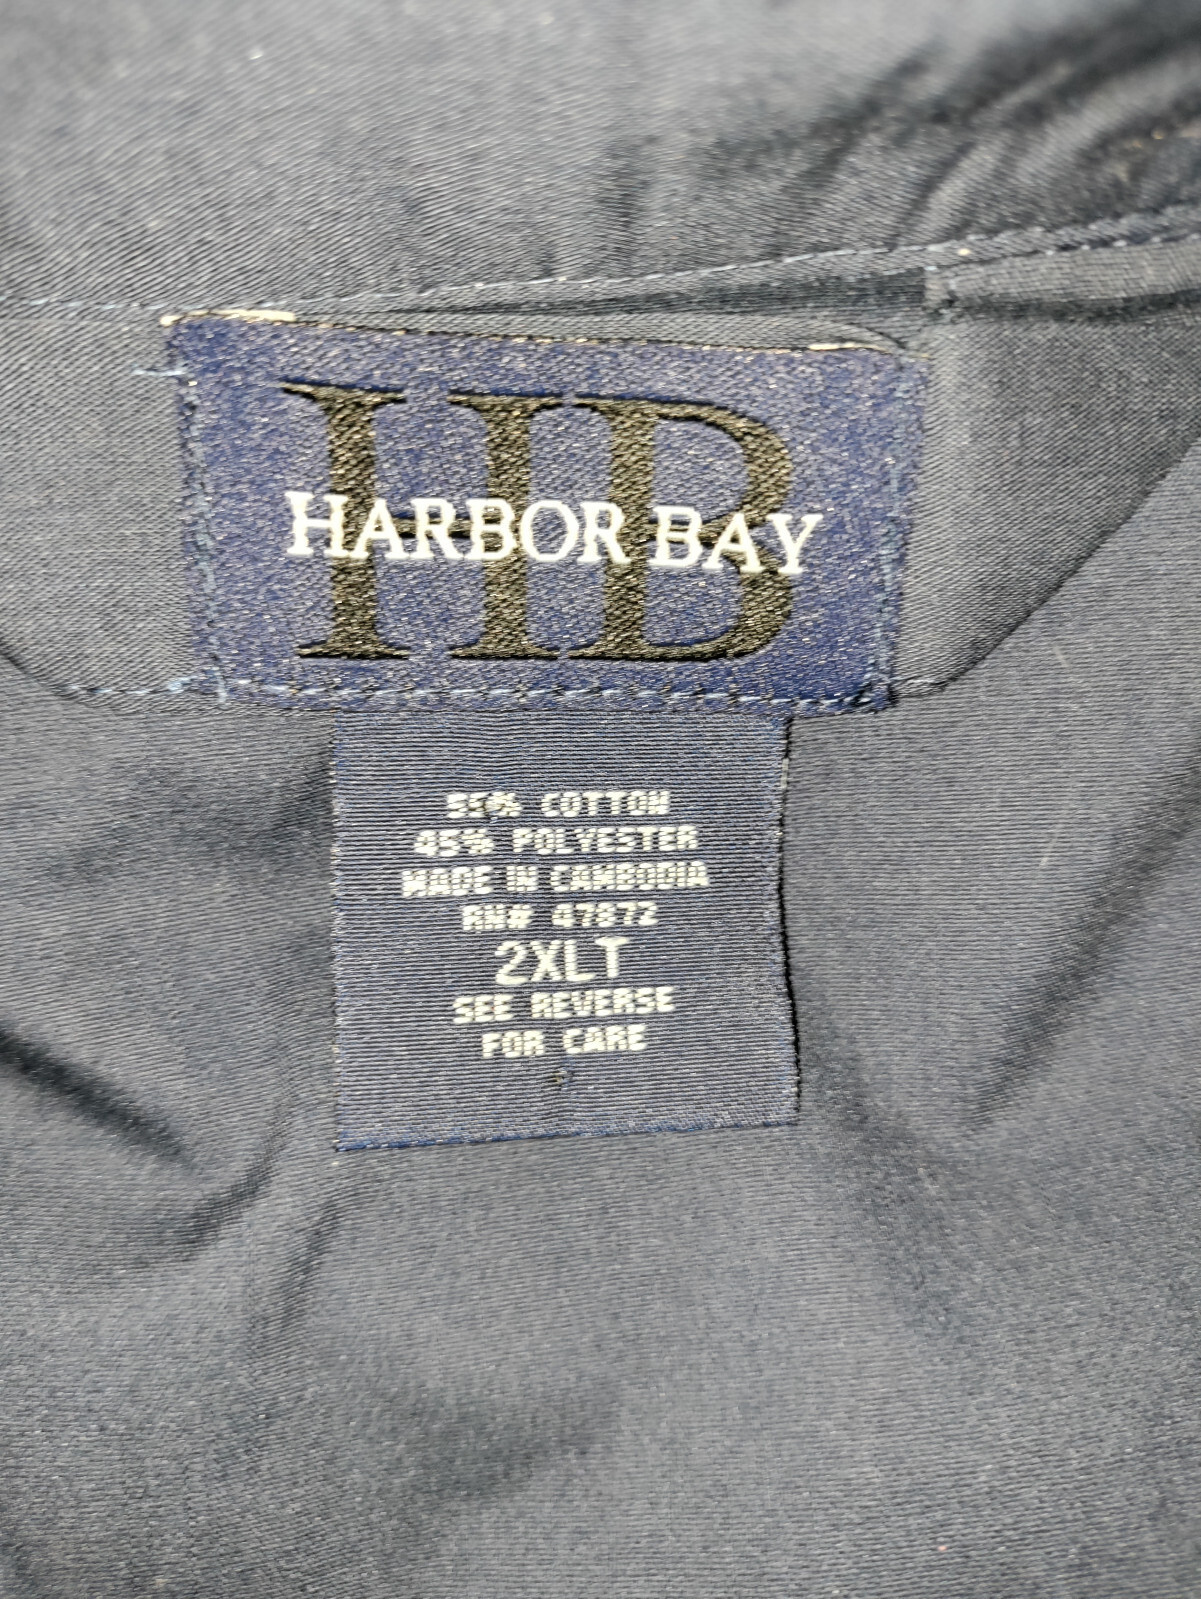 HB
HARBOR BAY
55% COTTON
45% POLYESTER
MADE IN CAMBODIA
RN# 47872
2XLT
SEE REVERSE
FOR CARE